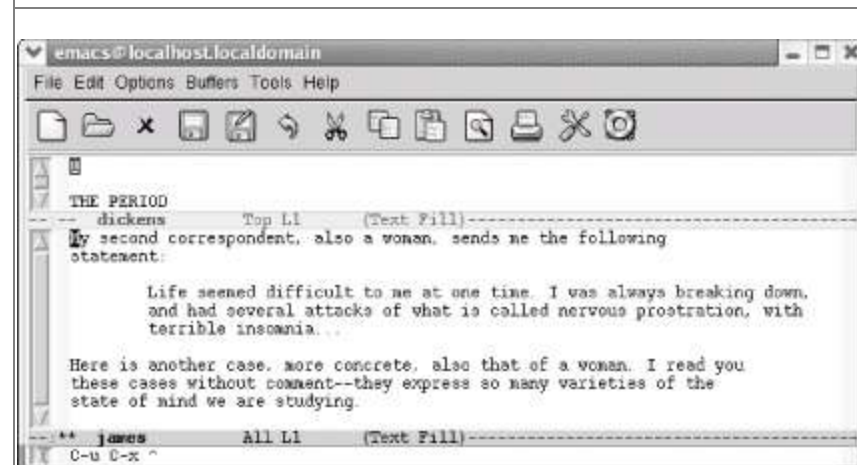 emacs@localhost.localdomain
File Edit Options Buffers Tools Help
I
THE PERIOD
-- -- dickens Top L1 (Text Fill)--
My second correspondent, also a woman, sends me the following
statement:
Life seemed difficult to me at one time. I was always breaking down,
and had several attacks of what is called nervous prostration, with
terrible insomnia...
Here is another case, more concrete, also that of a woman. I read you
these cases without comment--they express so many varieties of the
state of mind we are studying.
--:** james All L1 (Text Fill)--
C-u C-x ^